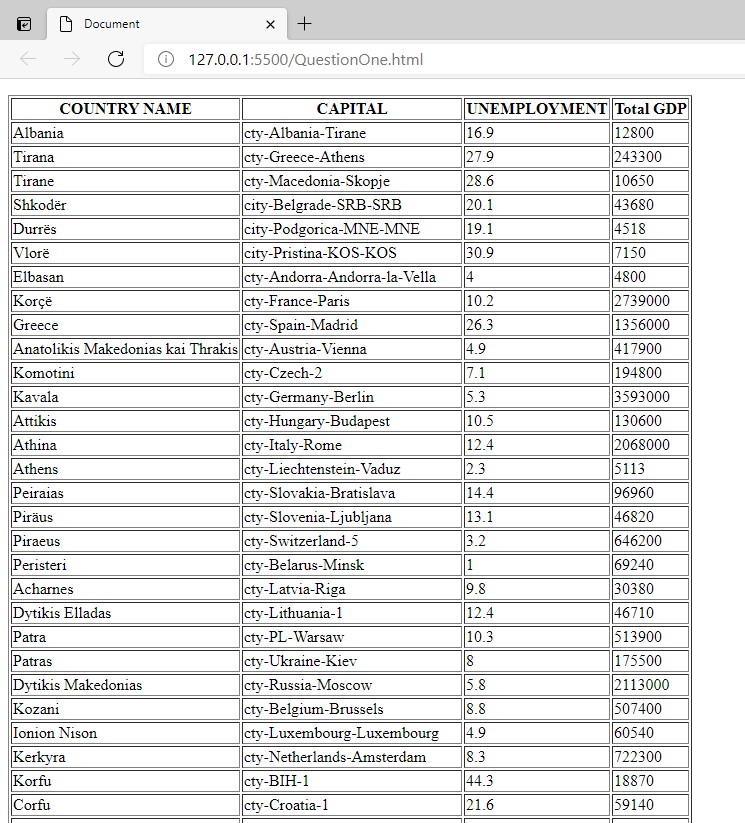 Document
127.0.0.1:5500/QuestionOne.html
COUNTRY NAME CAPITAL UNEMPLOYMENT Total GDP
Albania cty-Albania-Tirane 16.9 12800
Tirana cty-Greece-Athens 27.9 243300
Tirane cty-Macedonia-Skopje 28.6 10650
Shkodër city-Belgrade-SRB-SRB 20.1 43680
Durrës city-Podgorica-MNE-MNE 19.1 4518
Vlorë city-Pristina-KOS-KOS 30.9 7150
Elbasan cty-Andorra-Andorra-la-Vella 4 4800
Korçë cty-France-Paris 10.2 2739000
Greece cty-Spain-Madrid 26.3 1356000
Anatolikis Makedonias kai Thrakis cty-Austria-Vienna 4.9 417900
Komotini cty-Czech-2 7.1 194800
Kavala cty-Germany-Berlin 5.3 3593000
Attikis cty-Hungary-Budapest 10.5 130600
Athina cty-Italy-Rome 12.4 2068000
Athens cty-Liechtenstein-Vaduz 2.3 5113
Peiraias cty-Slovakia-Bratislava 14.4 96960
Piräus cty-Slovenia-Ljubljana 13.1 46820
Piraeus cty-Switzerland-5 3.2 646200
Peristeri cty-Belarus-Minsk 1 69240
Acharnes cty-Latvia-Riga 9.8 30380
Dytikis Elladas cty-Lithuania-1 12.4 46710
Patra cty-PL-Warsaw 10.3 513900
Patras cty-Ukraine-Kiev 8 175500
Dytikis Makedonias cty-Russia-Moscow 5.8 2113000
Kozani cty-Belgium-Brussels 8.8 507400
Ionion Nison cty-Luxembourg-Luxembourg 4.9 60540
Kerkyra cty-Netherlands-Amsterdam 8.3 722300
Korfu cty-BIH-1 44.3 18870
Corfu cty-Croatia-1 21.6 59140